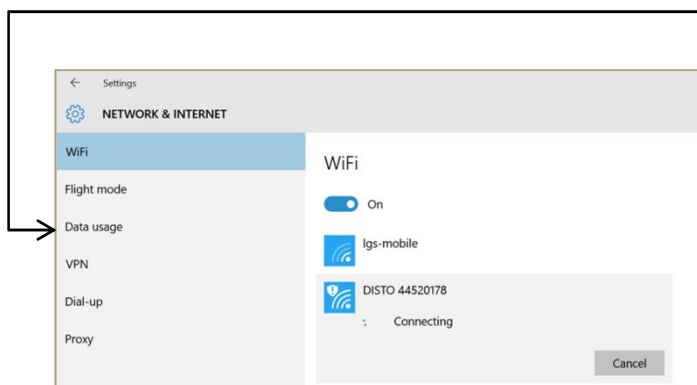 Settings
NETWORK & INTERNET
WiFi
Flight mode
Data usage
VPN
Dial-up
Proxy
WiFi
On
lgs-mobile
DISTO 44520178
Connecting
Cancel